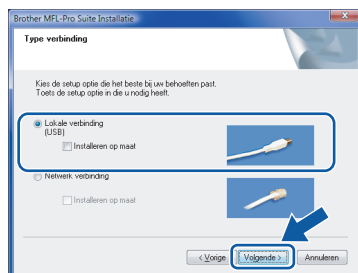 Brother MFL-Pro Suite Installatie
Type verbinding
Kies de setup optie die het beste bij uw behoeften past.
Toets de setup optie in die u nodig heeft.
Lokale verbinding
(USB)
Installeren op maat
Netwerk verbinding
Installeren op maat
< Vorige Volgende > Annuleren